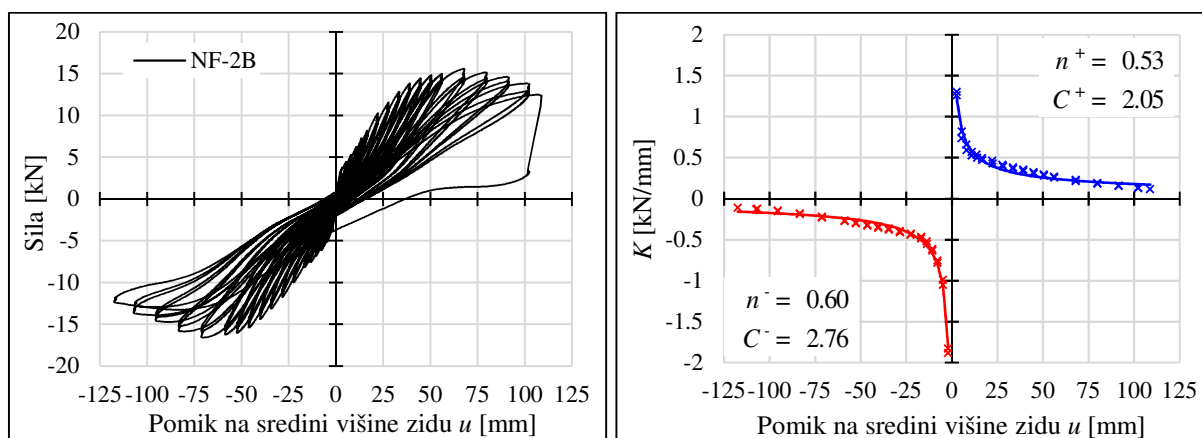 20
15
10
5
0
-5
-10
-15
-20
Sila [kN]
NF-2B
-125 -100 -75 -50 -25 0 25 50 75 100 125
Pomik na sredini višine zidu u [mm]
2
1.5
1
0.5
0
-0.5
-1
-1.5
-2
K [kN/mm]
n+ = 0.53
C+ = 2.05
n- = 0.60
C- = 2.76
-125 -100 -75 -50 -25 0 25 50 75 100 125
Pomik na sredini višine zidu u [mm]